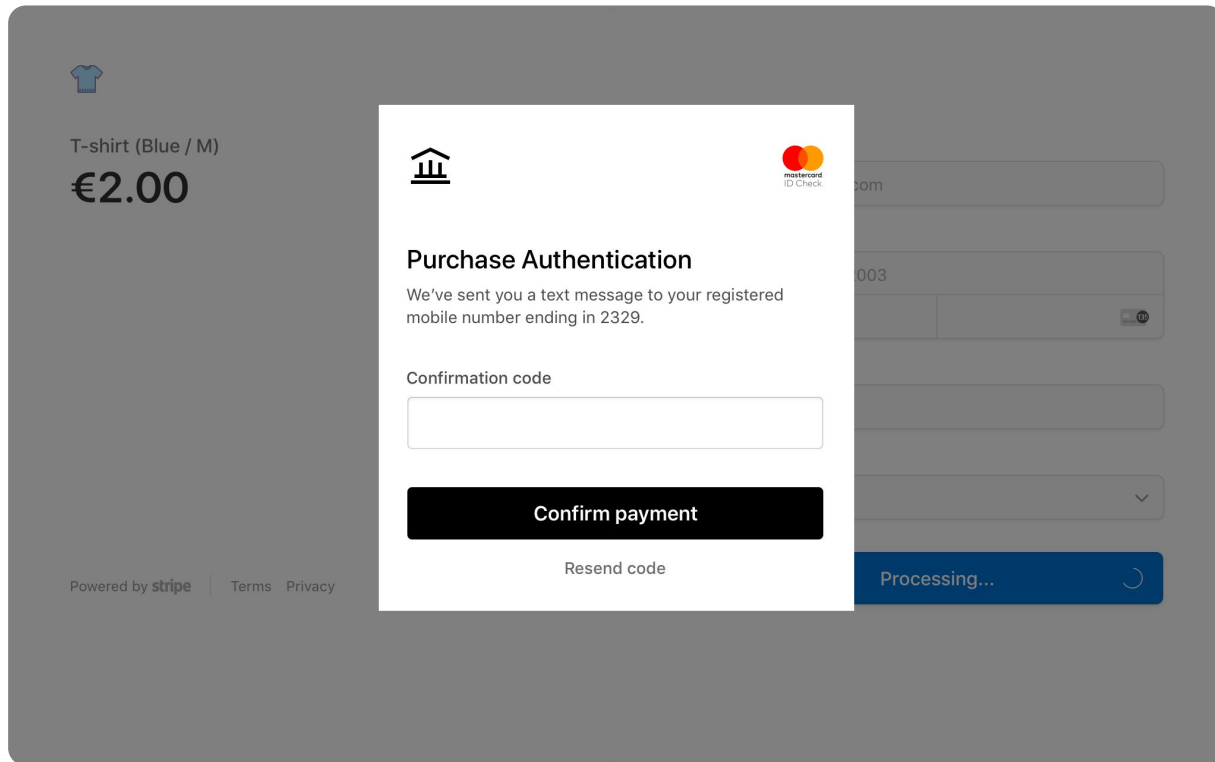 T-shirt (Blue / M)
€2.00
mastercard
ID Check
Purchase Authentication
We’ve sent you a text message to your registered
mobile number ending in 2329.
Confirmation code
Confirm payment
Resend code
com
003
Processing...
Powered by stripe
Terms Privacy